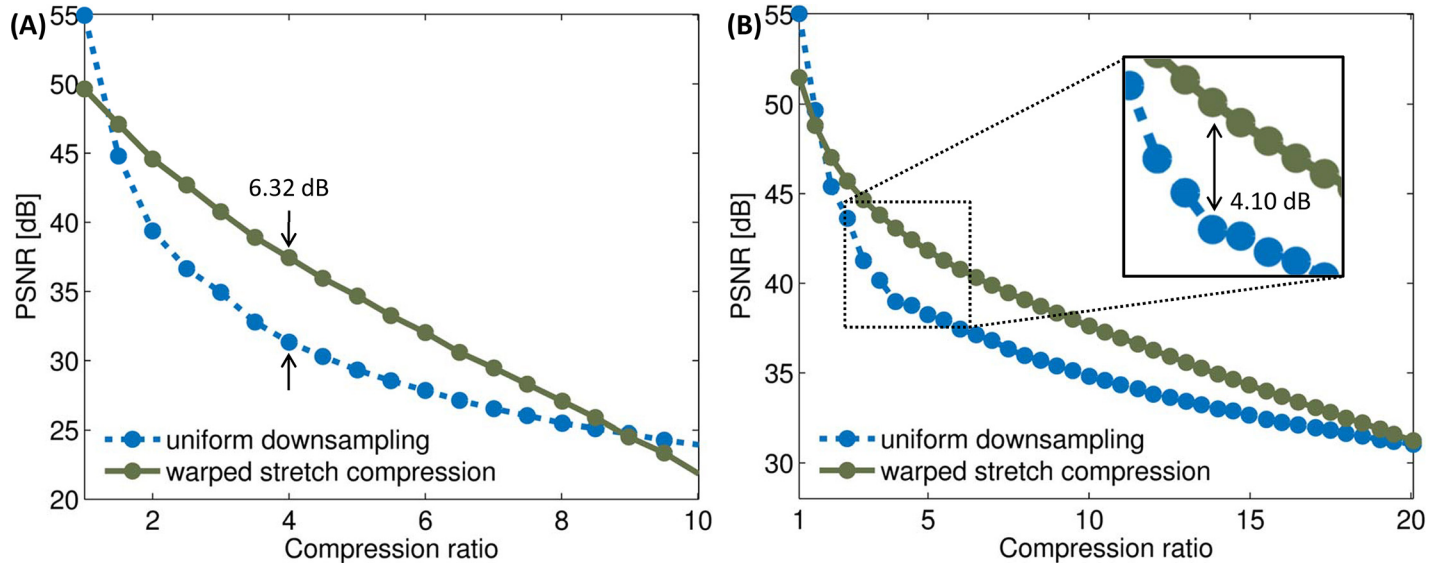 (A)
PSNR [dB]
55
50
45
40
35
30
25
20
6.32 dB
uniform downsampling
warped stretch compression
2
4
6
8
10
Compression ratio
(B)
PSNR [dB]
55
50
45
40
35
30
4.10 dB
uniform downsampling
warped stretch compression
1
5
10
15
20
Compression ratio